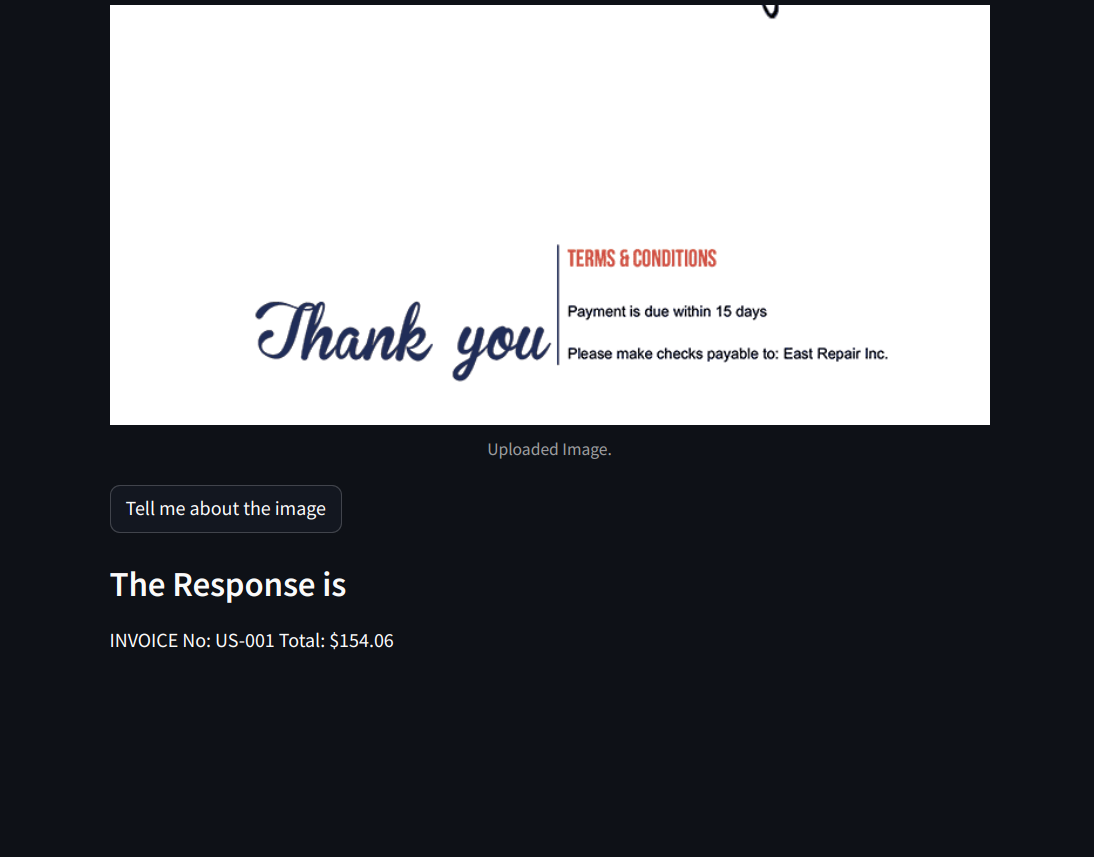 Thank you
TERMS & CONDITIONS
Payment is due within 15 days
Please make checks payable to: East Repair Inc.
Uploaded Image.
Tell me about the image
The Response is
INVOICE No: US-001 Total: $154.06